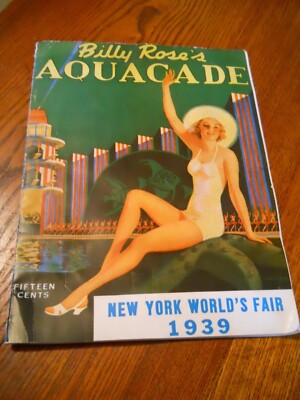 Billy Rose's
AQUACADE
FIFTEEN
CENTS
NEW YORK WORLD'S FAIR
1939